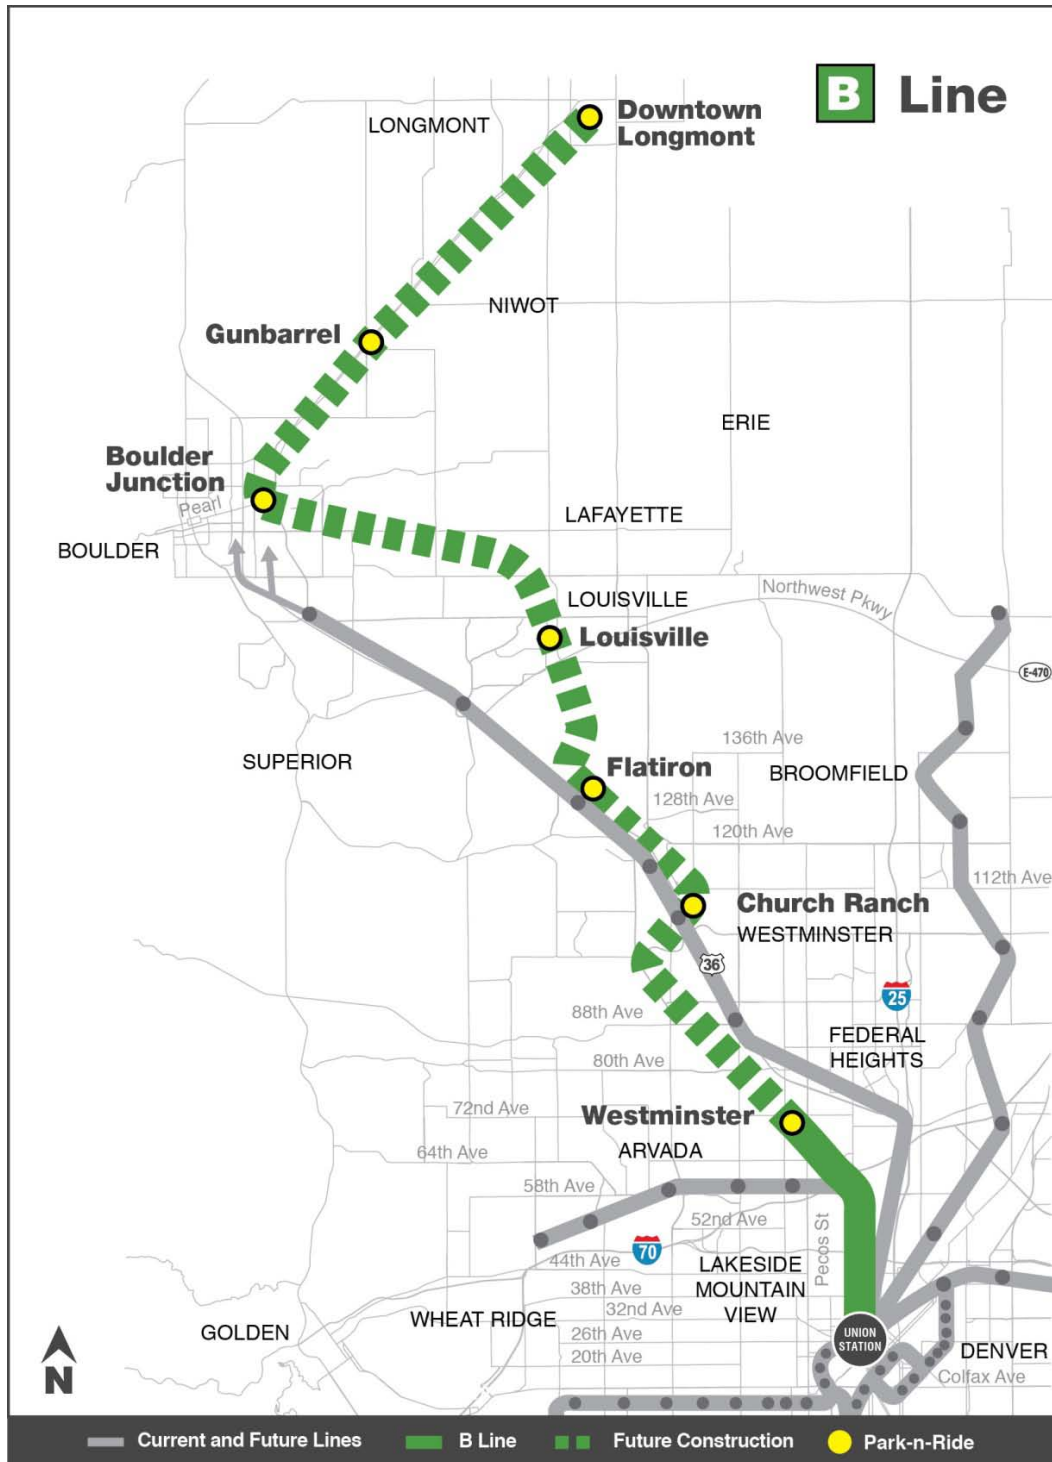 B Line
Downtown
Longmont
LONGMONT
NIWOT
Gunbarrel
ERIE
Boulder
Junction
Pearl
LAFAYETTE
BOULDER
LOUISVILLE
Northwest Pkwy
Louisville
E-470
136th Ave
SUPERIOR
Flatiron
BROOMFIELD
128th Ave
120th Ave
112th Ave
Church Ranch
WESTMINSTER
36
25
88th Ave
FEDERAL
HEIGHTS
80th Ave
72nd Ave
Westminster
64th Ave
ARVADA
58th Ave
52nd Ave
Pecos St
70
44th Ave
LAKESIDE
MOUNTAIN
VIEW
38th Ave
32nd Ave
WHEAT RIDGE
GOLDEN
26th Ave
UNION
STATION
20th Ave
DENVER
Colfax Ave
N
Current and Future Lines
B Line
Future Construction
Park-n-Ride